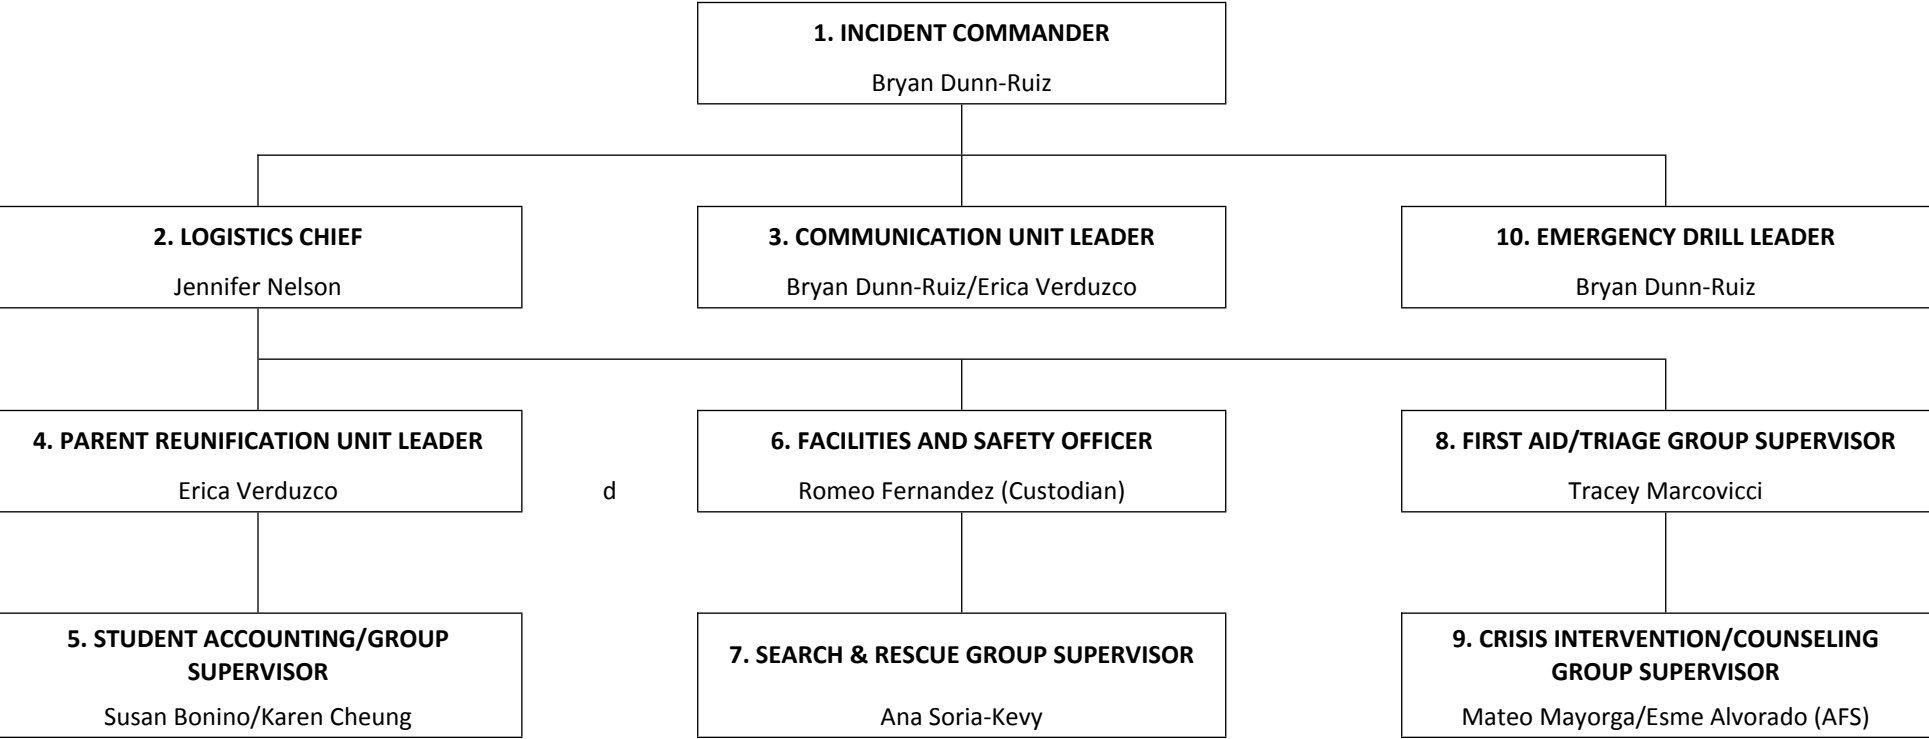 1. INCIDENT COMMANDER
Bryan Dunn-Ruiz
2. LOGISTICS CHIEF
Jennifer Nelson
3. COMMUNICATION UNIT LEADER
Bryan Dunn-Ruiz/Erica Verduzco
10. EMERGENCY DRILL LEADER
Bryan Dunn-Ruiz
4. PARENT REUNIFICATION UNIT LEADER
Erica Verduzco
d
6. FACILITIES AND SAFETY OFFICER
Romeo Fernandez (Custodian)
8. FIRST AID/TRIAGE GROUP SUPERVISOR
Tracey Marcovicci
5. STUDENT ACCOUNTING/GROUP
SUPERVISOR
Susan Bonino/Karen Cheung
7. SEARCH & RESCUE GROUP SUPERVISOR
Ana Soria-Kevy
9. CRISIS INTERVENTION/COUNSELING
GROUP SUPERVISOR
Mateo Mayorga/Esme Alvorado (AFS)